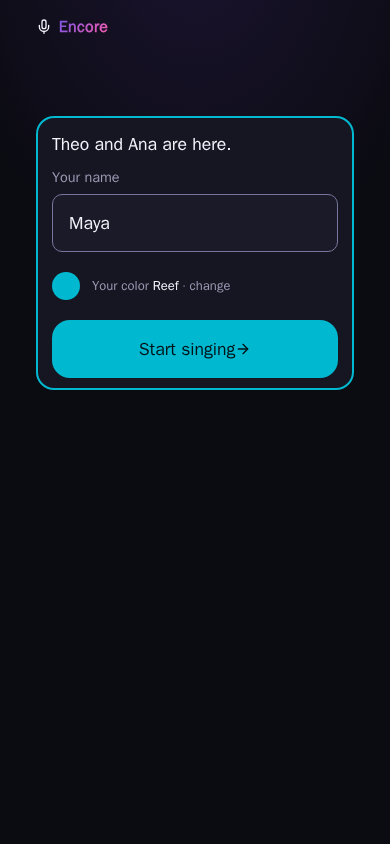 Encore
Theo and Ana are here.
Your name
Maya
Your color Reef · change
Start singing→